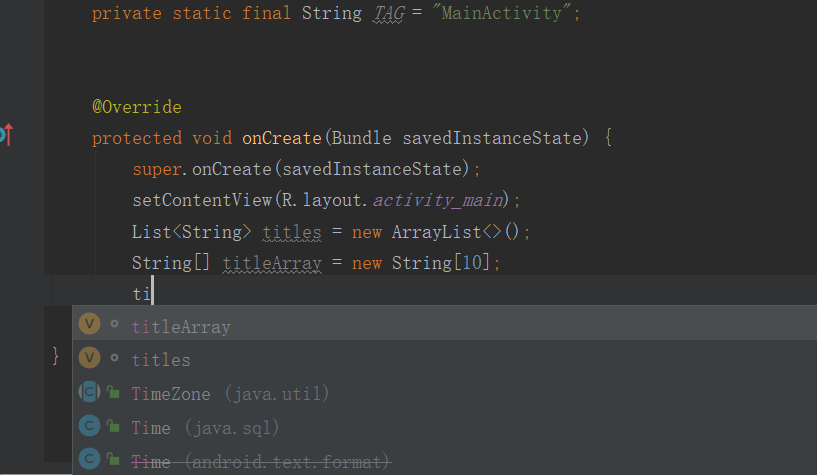 private static final String TAG = "MainActivity";
@Override
protected void onCreate(Bundle savedInstanceState) {
super.onCreate(savedInstanceState);
setContentView(R.layout.activity_main);
List<String> titles = new ArrayList<>();
String[] titleArray = new String[10];
ti
V titleArray
}
V titles
C TimeZone (java.util)
C Time (java.sql)
C Time (android.text.format)